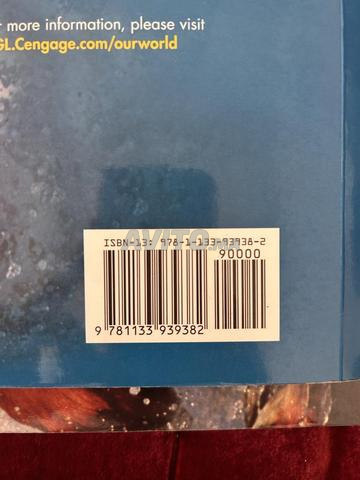 r more information, please visit
GL.Cengage.com/ourworld
AVITO
ISBN-13: 978-1-133-93938-2
90000
9 781133 939382